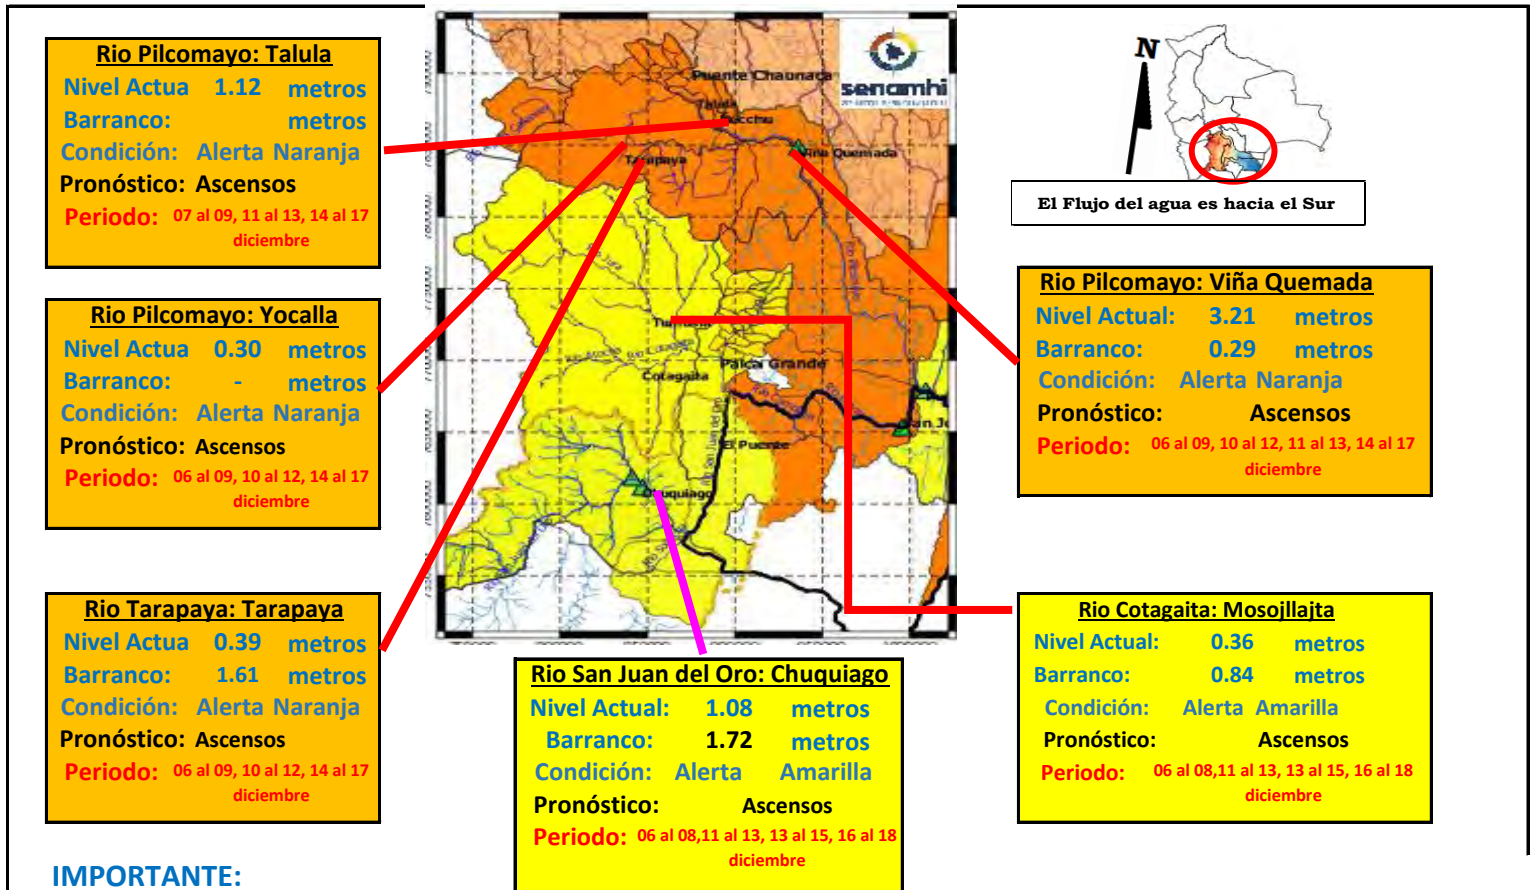 Rio Pilcomayo: Talula
Nivel Actua 1.12 metros
Barranco: metros
Condición: Alerta Naranja
Pronóstico: Ascensos
Periodo: 07 al 09, 11 al 13, 14 al 17
diciembre
Rio Pilcomayo: Yocalla
Nivel Actua 0.30 metros
Barranco: - metros
Condición: Alerta Naranja
Pronóstico: Ascensos
Periodo: 06 al 09, 10 al 12, 14 al 17
diciembre
Rio Tarapaya: Tarapaya
Nivel Actua 0.39 metros
Barranco: 1.61 metros
Condición: Alerta Naranja
Pronóstico: Ascensos
Periodo: 06 al 09, 10 al 12, 14 al 17
diciembre
senamhi
Puente Chaunaca
Talula
Viña Quemada
Tarapaya
Palca Grande
Cotagaita
El Puente
Chuquiago
Rio San Juan del Oro: Chuquiago
Nivel Actual: 1.08 metros
Barranco: 1.72 metros
Condición: Alerta Amarilla
Pronóstico: Ascensos
Periodo: 06 al 08,11 al 13, 13 al 15, 16 al 18
diciembre
N
El Flujo del agua es hacia el Sur
Rio Pilcomayo: Viña Quemada
Nivel Actual: 3.21 metros
Barranco: 0.29 metros
Condición: Alerta Naranja
Pronóstico: Ascensos
Periodo: 06 al 09, 10 al 12, 11 al 13, 14 al 17
diciembre
Rio Cotagaita: Mosojllajta
Nivel Actual: 0.36 metros
Barranco: 0.84 metros
Condición: Alerta Amarilla
Pronóstico: Ascensos
Periodo: 06 al 08,11 al 13, 13 al 15, 16 al 18
diciembre
IMPORTANTE: